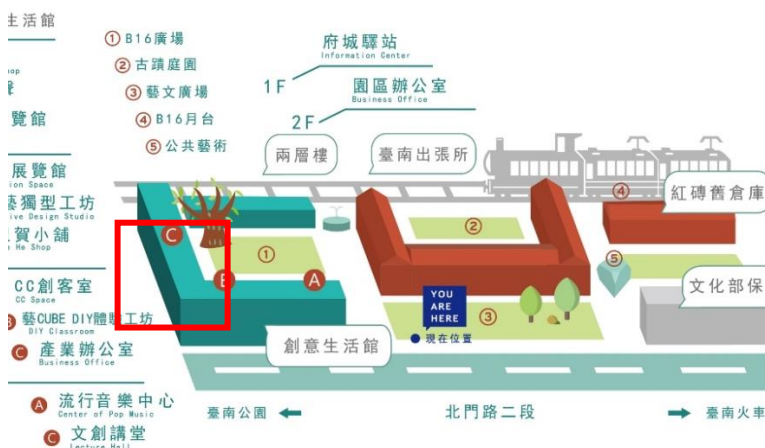 生活館
覽館
展覽館
ion Space
藝獨型工坊
ive Design Studio
賀小舖
He Shop
CC創客室
CC Space
藝CUBE DIY體驗工坊
DIY Classroom
C 產業辦公室
Business Office
A 流行音樂中心
Center of Pop Music
C 文創講堂
Lecture Hall
① B16廣場
② 古蹟庭園
③ 藝文廣場
④ B16月台
⑤ 公共藝術
府城驛站
Information Center
1F
園區辦公室
Business Office
2F
兩層樓
臺南出張所
④
紅磚舊倉庫
C
②
①
⑤
B
A
文化部保
YOU
ARE
HERE
③
現在位置
創意生活館
臺南公園 ← 北門路二段 → 臺南火車